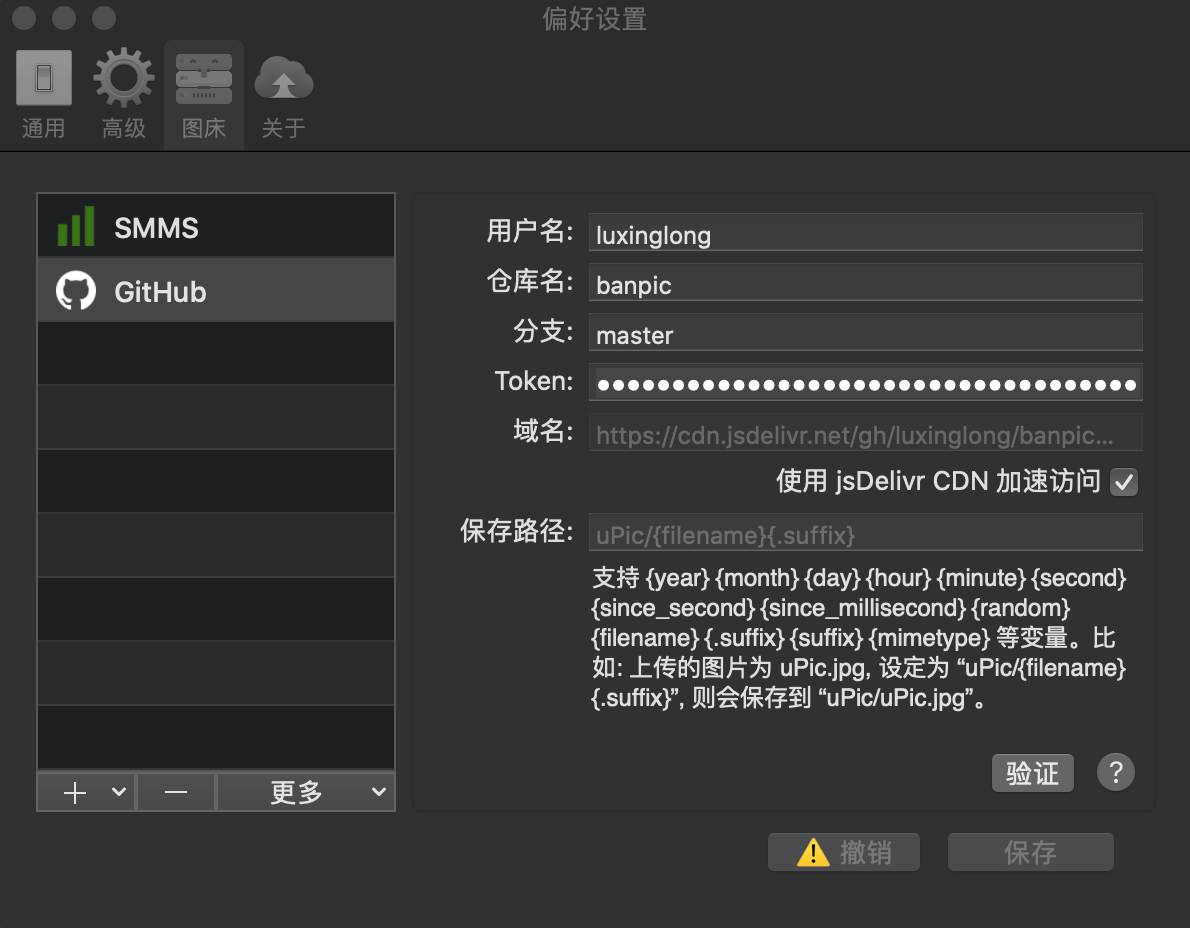 偏好设置
通用
高级
图床
关于
SMMS
GitHub
用户名: luxinglong
仓库名: banpic
分支: master
Token: ●●●●●●●●●●●●●●●●●●●●●●●●●●●●●●●●●●●●
域名: https://cdn.jsdelivr.net/gh/luxinglong/banpic...
使用 jsDelivr CDN 加速访问
保存路径: uPic/{filename}{.suffix}
支持 {year} {month} {day} {hour} {minute} {second}
{since_second} {since_millisecond} {random}
{filename} {.suffix} {suffix} {mimetype} 等变量。比
如: 上传的图片为 uPic.jpg, 设定为 “uPic/{filename}
{.suffix}”, 则会保存到 “uPic/uPic.jpg”。
验证
?
更多
撤销
保存